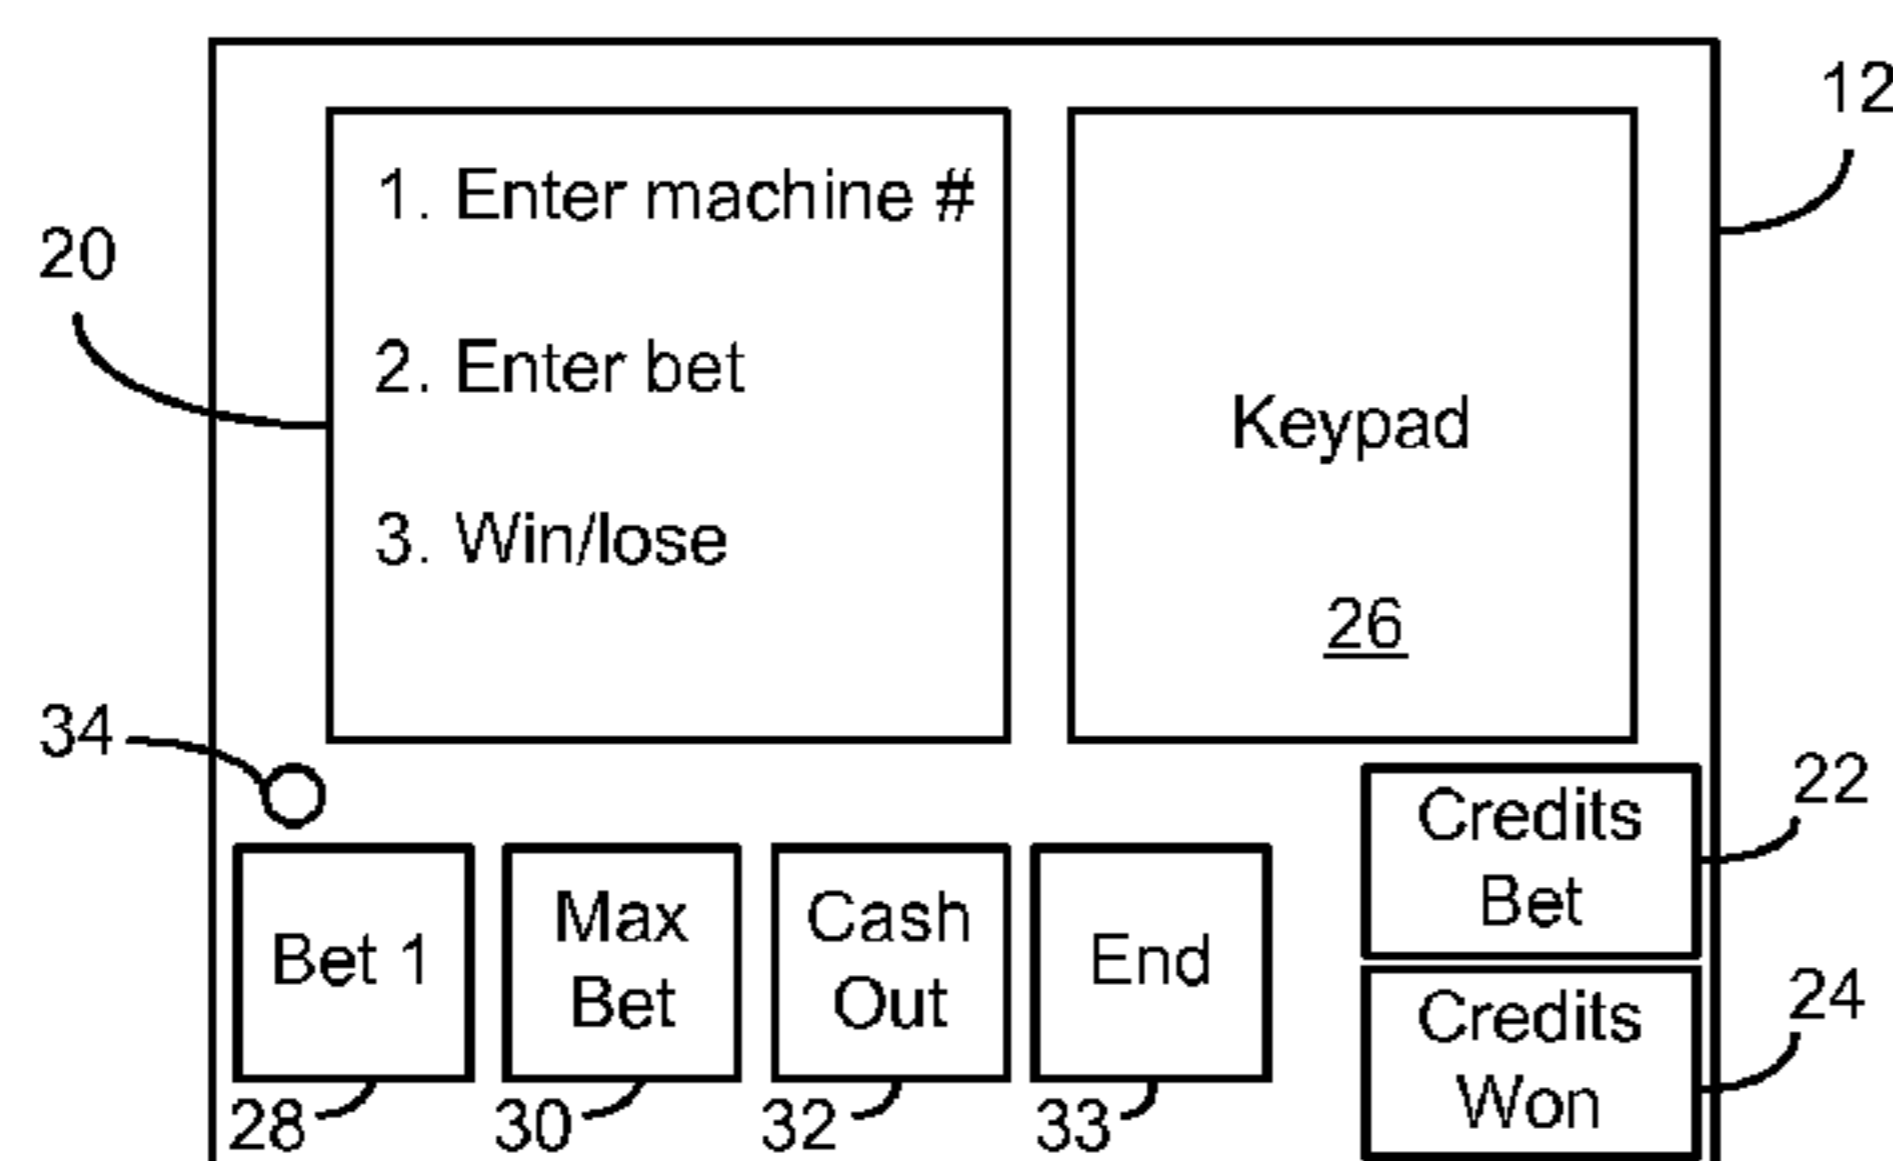 12
1. Enter machine #
20
2. Enter bet
Keypad
3. Win/lose
26
34
22
Credits
Bet
Bet 1
Max
Bet
Cash
Out
End
24
Credits
Won
28
30
32
33